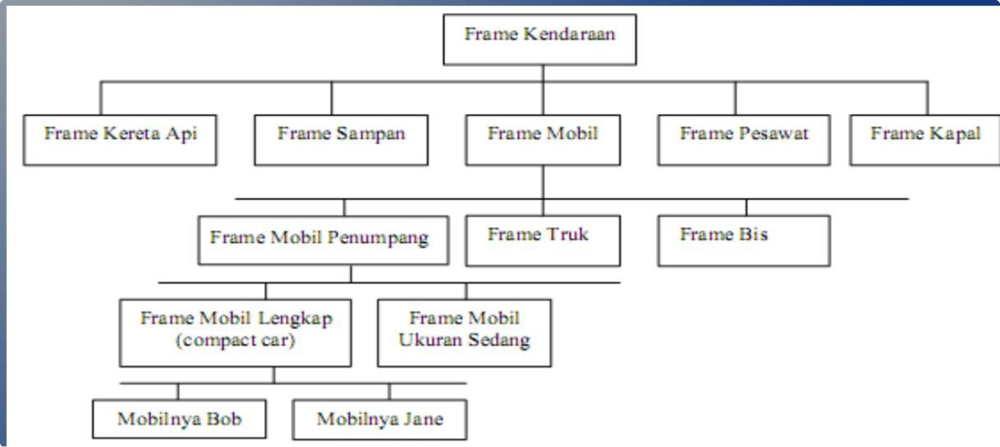 Frame Kendaraan
Frame Kereta Api
Frame Sampan
Frame Mobil
Frame Pesawat
Frame Kapal
Frame Mobil Penumpang
Frame Truk
Frame Bis
Frame Mobil Lengkap
(compact car)
Frame Mobil
Ukuran Sedang
Mobilnya Bob
Mobilnya Jane